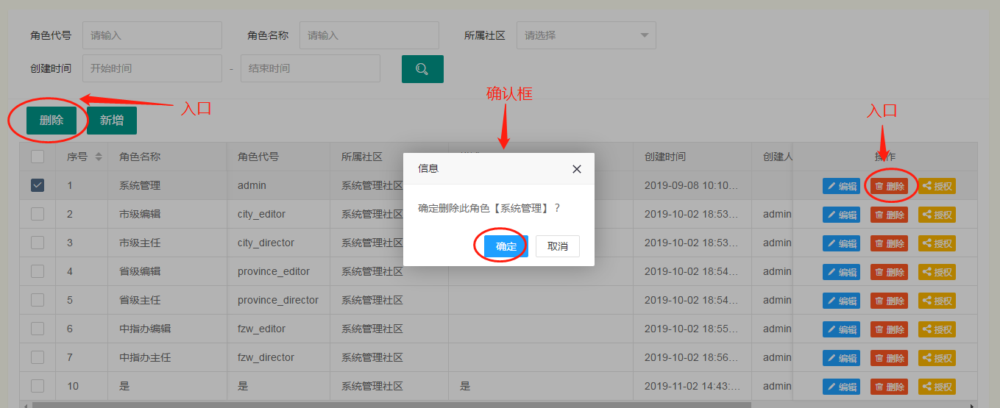 角色代号 请输入 角色名称 请输入 所属社区 请选择
创建时间 开始时间 - 结束时间
确认框
入口
入口
删除 新增
序号 角色名称 角色代号 所属社区 创建时间 创建人 操作
信息
1 系统管理 admin 系统管理社区 2019-09-08 10:10... 编辑 删除 授权
确定删除此角色【系统管理】？
2 市级编辑 city_editor 系统管理社区 2019-10-02 18:53... admin 编辑 删除 授权
3 市级主任 city_director 系统管理社区 2019-10-02 18:53... admin 编辑 删除 授权
确定 取消
4 省级编辑 province_editor 系统管理社区 2019-10-02 18:54... admin 编辑 删除 授权
5 省级主任 province_director 系统管理社区 2019-10-02 18:54... admin 编辑 删除 授权
6 中指办编辑 fzw_editor 系统管理社区 2019-10-02 18:55... admin 编辑 删除 授权
7 中指办主任 fzw_director 系统管理社区 2019-10-02 18:56... admin 编辑 删除 授权
10 是 是 系统管理社区 是 2019-11-02 14:43:... admin 编辑 删除 授权